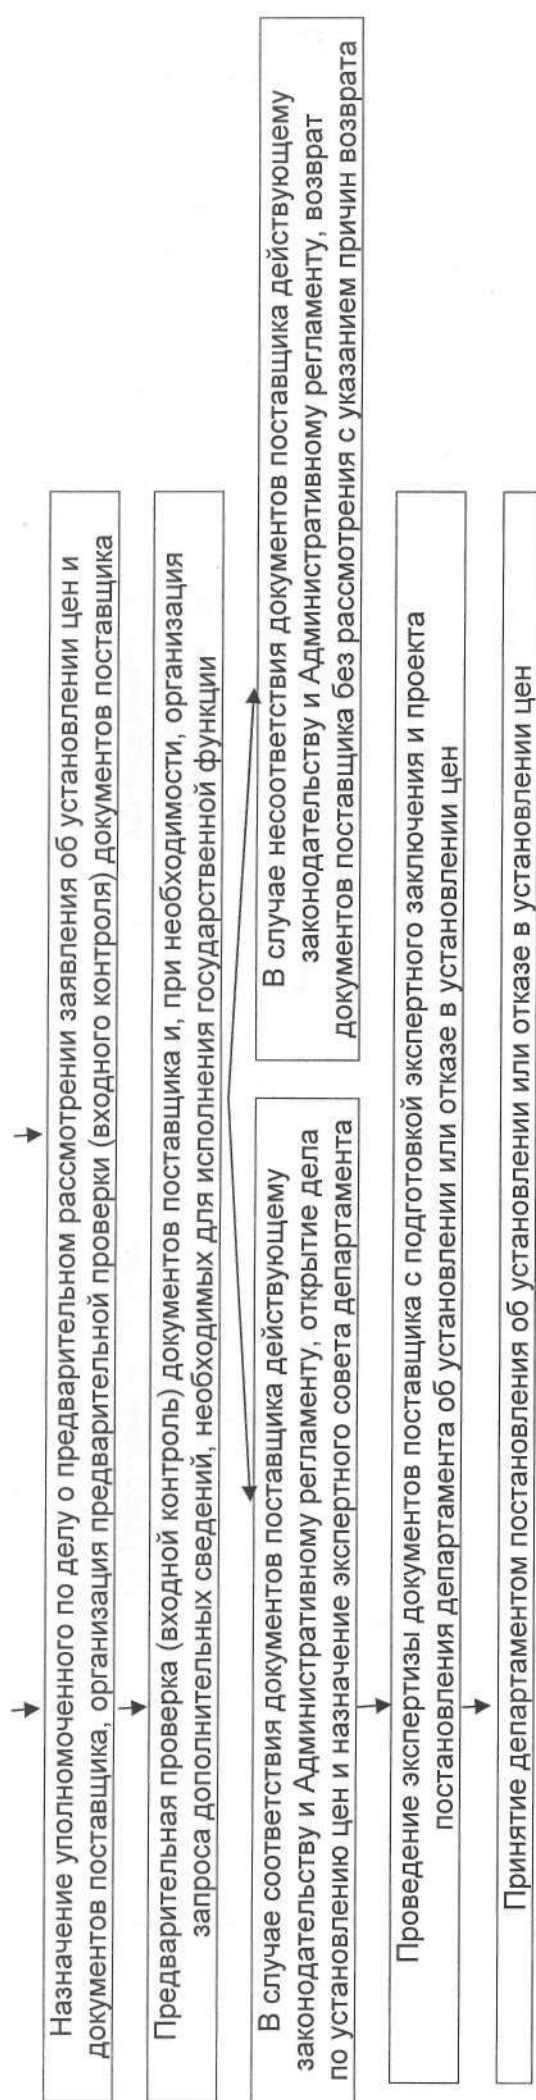 Назначение уполномоченного по делу о предварительном рассмотрении заявления об установлении цен и
документов поставщика, организация предварительной проверки (входного контроля) документов поставщика
Предварительная проверка (входной контроль) документов поставщика и, при необходимости, организация
запроса дополнительных сведений, необходимых для исполнения государственной функции
В случае соответствия документов поставщика действующему
законодательству и Административному регламенту, открытие дела
по установлению цен и назначение экспертного совета департамента
В случае несоответствия документов поставщика действующему
законодательству и Административному регламенту, возврат
документов поставщика без рассмотрения с указанием причин возврата
Проведение экспертизы документов поставщика с подготовкой экспертного заключения и проекта
постановления департамента об установлении или отказе в установлении цен
Принятие департаментом постановления об установлении или отказе в установлении цен